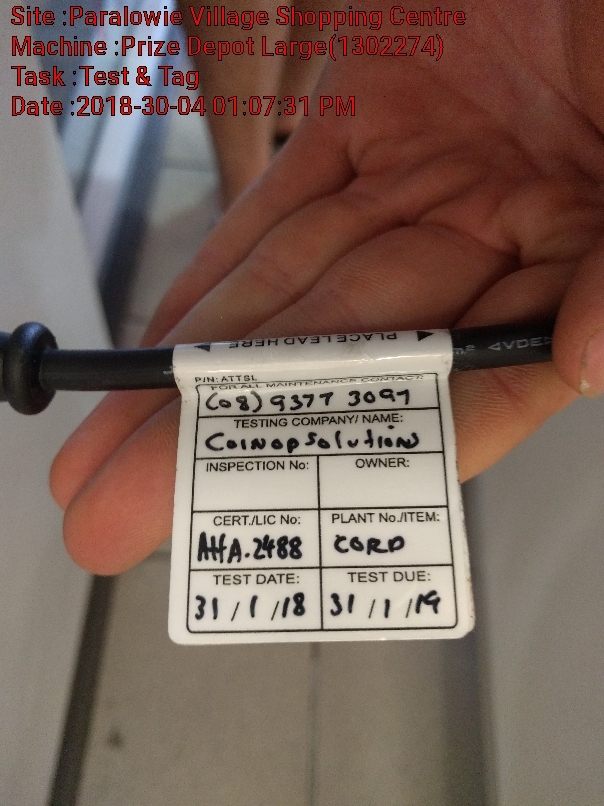 Site :Paralowie Village Shopping Centre
Machine :Prize Depot Large(1302274)
Task :Test & Tag
Date :2018-30-04 01:07:31 PM
PLACE LEAD HERE
<VDE>
P/N: ATTSL
FOR ALL MAINTENANCE CONTACT:
(08) 9377 3097
TESTING COMPANY/ NAME:
Coinop Solutions
INSPECTION No: OWNER:
CERT./LIC No: PLANT No./ITEM:
AHA.2488 CORD
TEST DATE: TEST DUE:
31/1/18 31/1/19